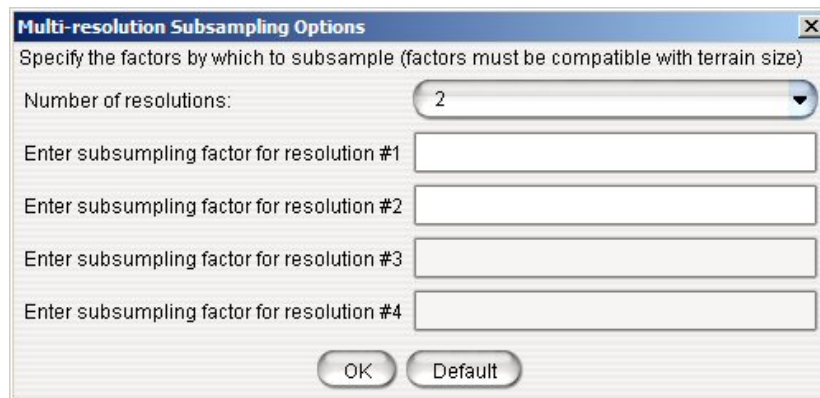 Multi-resolution Subsampling Options
Specify the factors by which to subsample (factors must be compatible with terrain size)
Number of resolutions: 2
Enter subsumpling factor for resolution #1
Enter subsumpling factor for resolution #2
Enter subsumpling factor for resolution #3
Enter subsumpling factor for resolution #4
OK Default